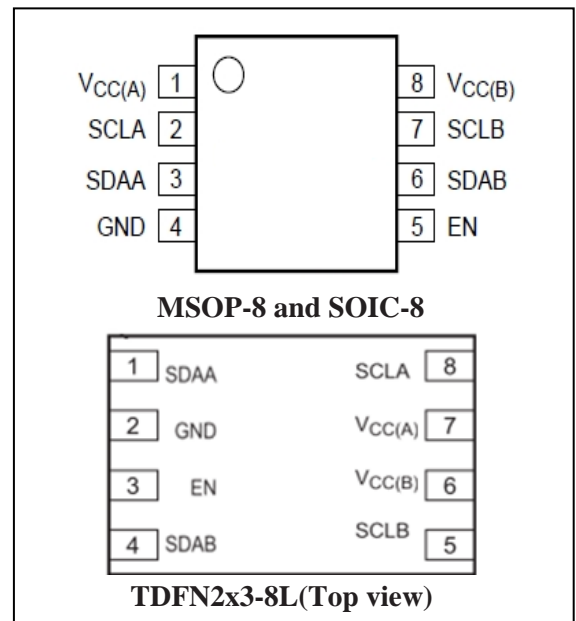 VCC(A) 1 8 VCC(B)
SCLA 2 7 SCLB
SDAA 3 6 SDAB
GND 4 5 EN
MSOP-8 and SOIC-8
1 SDAA SCLA 8
2 GND VCC(A) 7
3 EN VCC(B) 6
4 SDAB SCLB 5
TDFN2x3-8L(Top view)